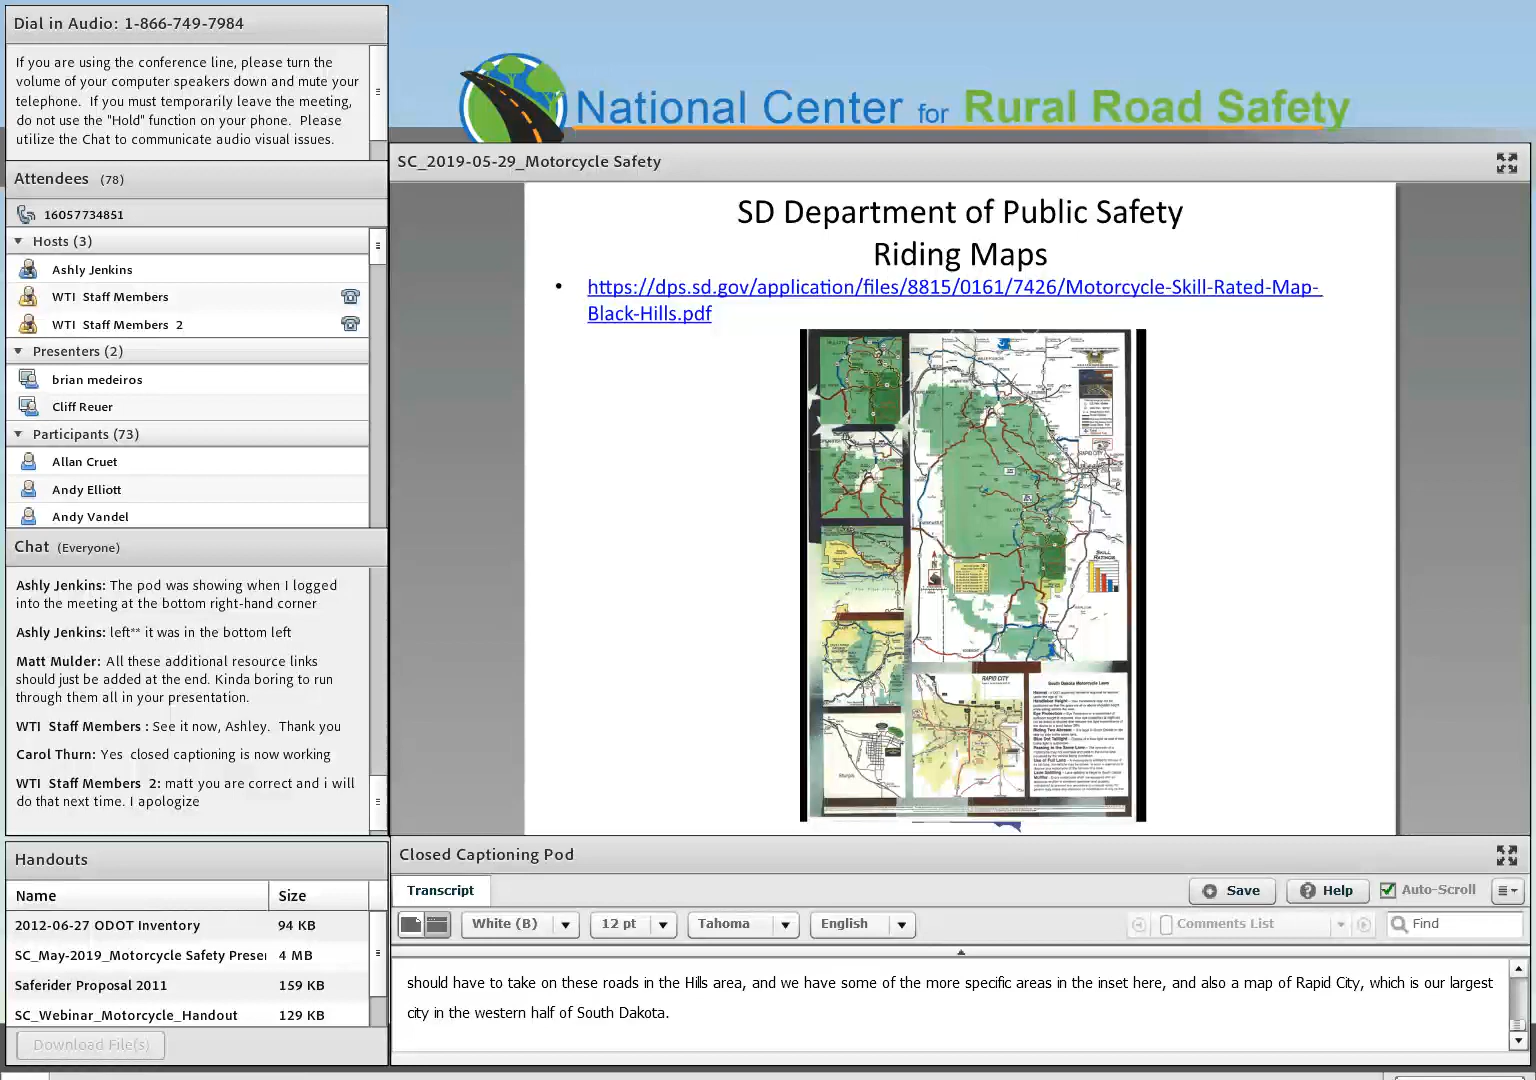 Dial in Audio: 1-866-749-7984
If you are using the conference line, please turn the
volume of your computer speakers down and mute your
telephone.  If you must temporarily leave the meeting,
do not use the "Hold" function on your phone.  Please
utilize the Chat to communicate audio visual issues.
Attendees (78)
16057734851
Hosts (3)
Ashly Jenkins
WTI Staff Members
WTI Staff Members 2
Presenters (2)
brian medeiros
Cliff Reuer
Participants (73)
Allan Cruet
Andy Elliott
Andy Vandel
Chat (Everyone)
Ashly Jenkins: The pod was showing when I logged
into the meeting at the bottom right-hand corner
Ashly Jenkins: left** it was in the bottom left
Matt Mulder: All these additional resource links
should just be added at the end. Kinda boring to run
through them all in your presentation.
WTI Staff Members : See it now, Ashley.  Thank you
Carol Thurn: Yes  closed captioning is now working
WTI Staff Members 2: matt you are correct and i will
do that next time. I apologize
Handouts
Name Size
2012-06-27 ODOT Inventory 94 KB
SC_May-2019_Motorcycle Safety Preser 4 MB
Saferider Proposal 2011 159 KB
SC_Webinar_Motorcycle_Handout 129 KB
Download File(s)
National Center for Rural Road Safety
SC_2019-05-29_Motorcycle Safety
SD Department of Public Safety
Riding Maps
• https://dps.sd.gov/application/files/8815/0161/7426/Motorcycle-Skill-Rated-Map-
Black-Hills.pdf
RAPID CITY
SKILL
RATINGS
RAPID CITY
South Dakota Motorcycle Laws
Sturgis
Closed Captioning Pod
Transcript Save Help Auto-Scroll
White (B) 12 pt Tahoma English Comments List Find
should have to take on these roads in the Hills area, and we have some of the more specific areas in the inset here, and also a map of Rapid City, which is our largest
city in the western half of South Dakota.